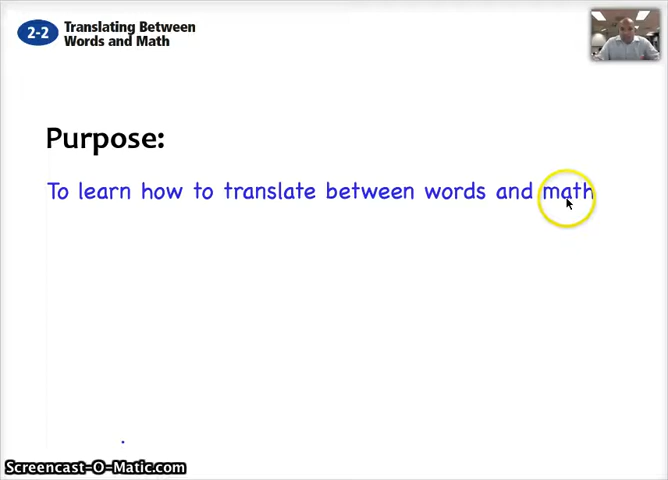 2-2
Translating Between
Words and Math
Purpose:
To learn how to translate between words and math
Screencast-O-Matic.com